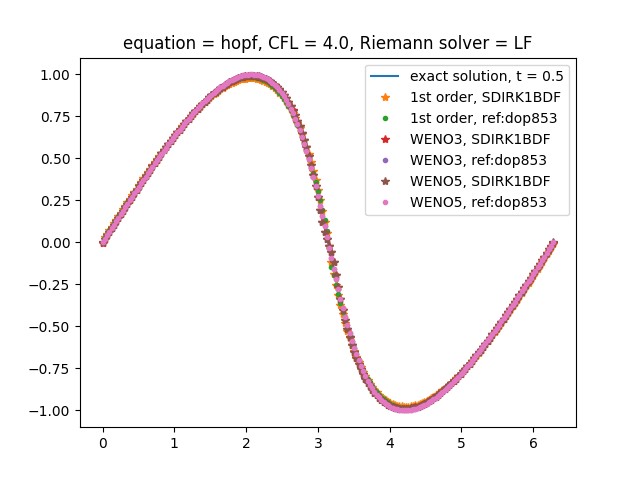 equation = hopf, CFL = 4.0, Riemann solver = LF
exact solution, t = 0.5
1st order, SDIRK1BDF
1st order, ref:dop853
WENO3, SDIRK1BDF
WENO3, ref:dop853
WENO5, SDIRK1BDF
WENO5, ref:dop853
1.00
0.75
0.50
0.25
0.00
−0.25
−0.50
−0.75
−1.00
0 1 2 3 4 5 6